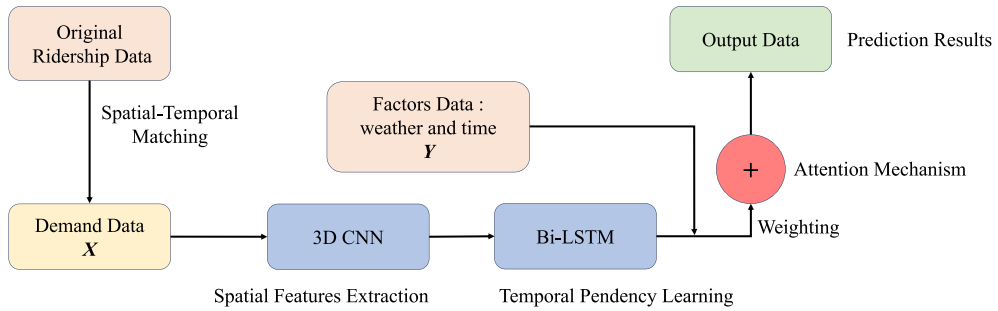 Original
Ridership Data
Output Data
Prediction Results
Spatial-Temporal
Matching
Factors Data :
weather and time
Y
+
Attention Mechanism
Weighting
Demand Data
X
3D CNN
Bi-LSTM
Spatial Features Extraction
Temporal Pendency Learning